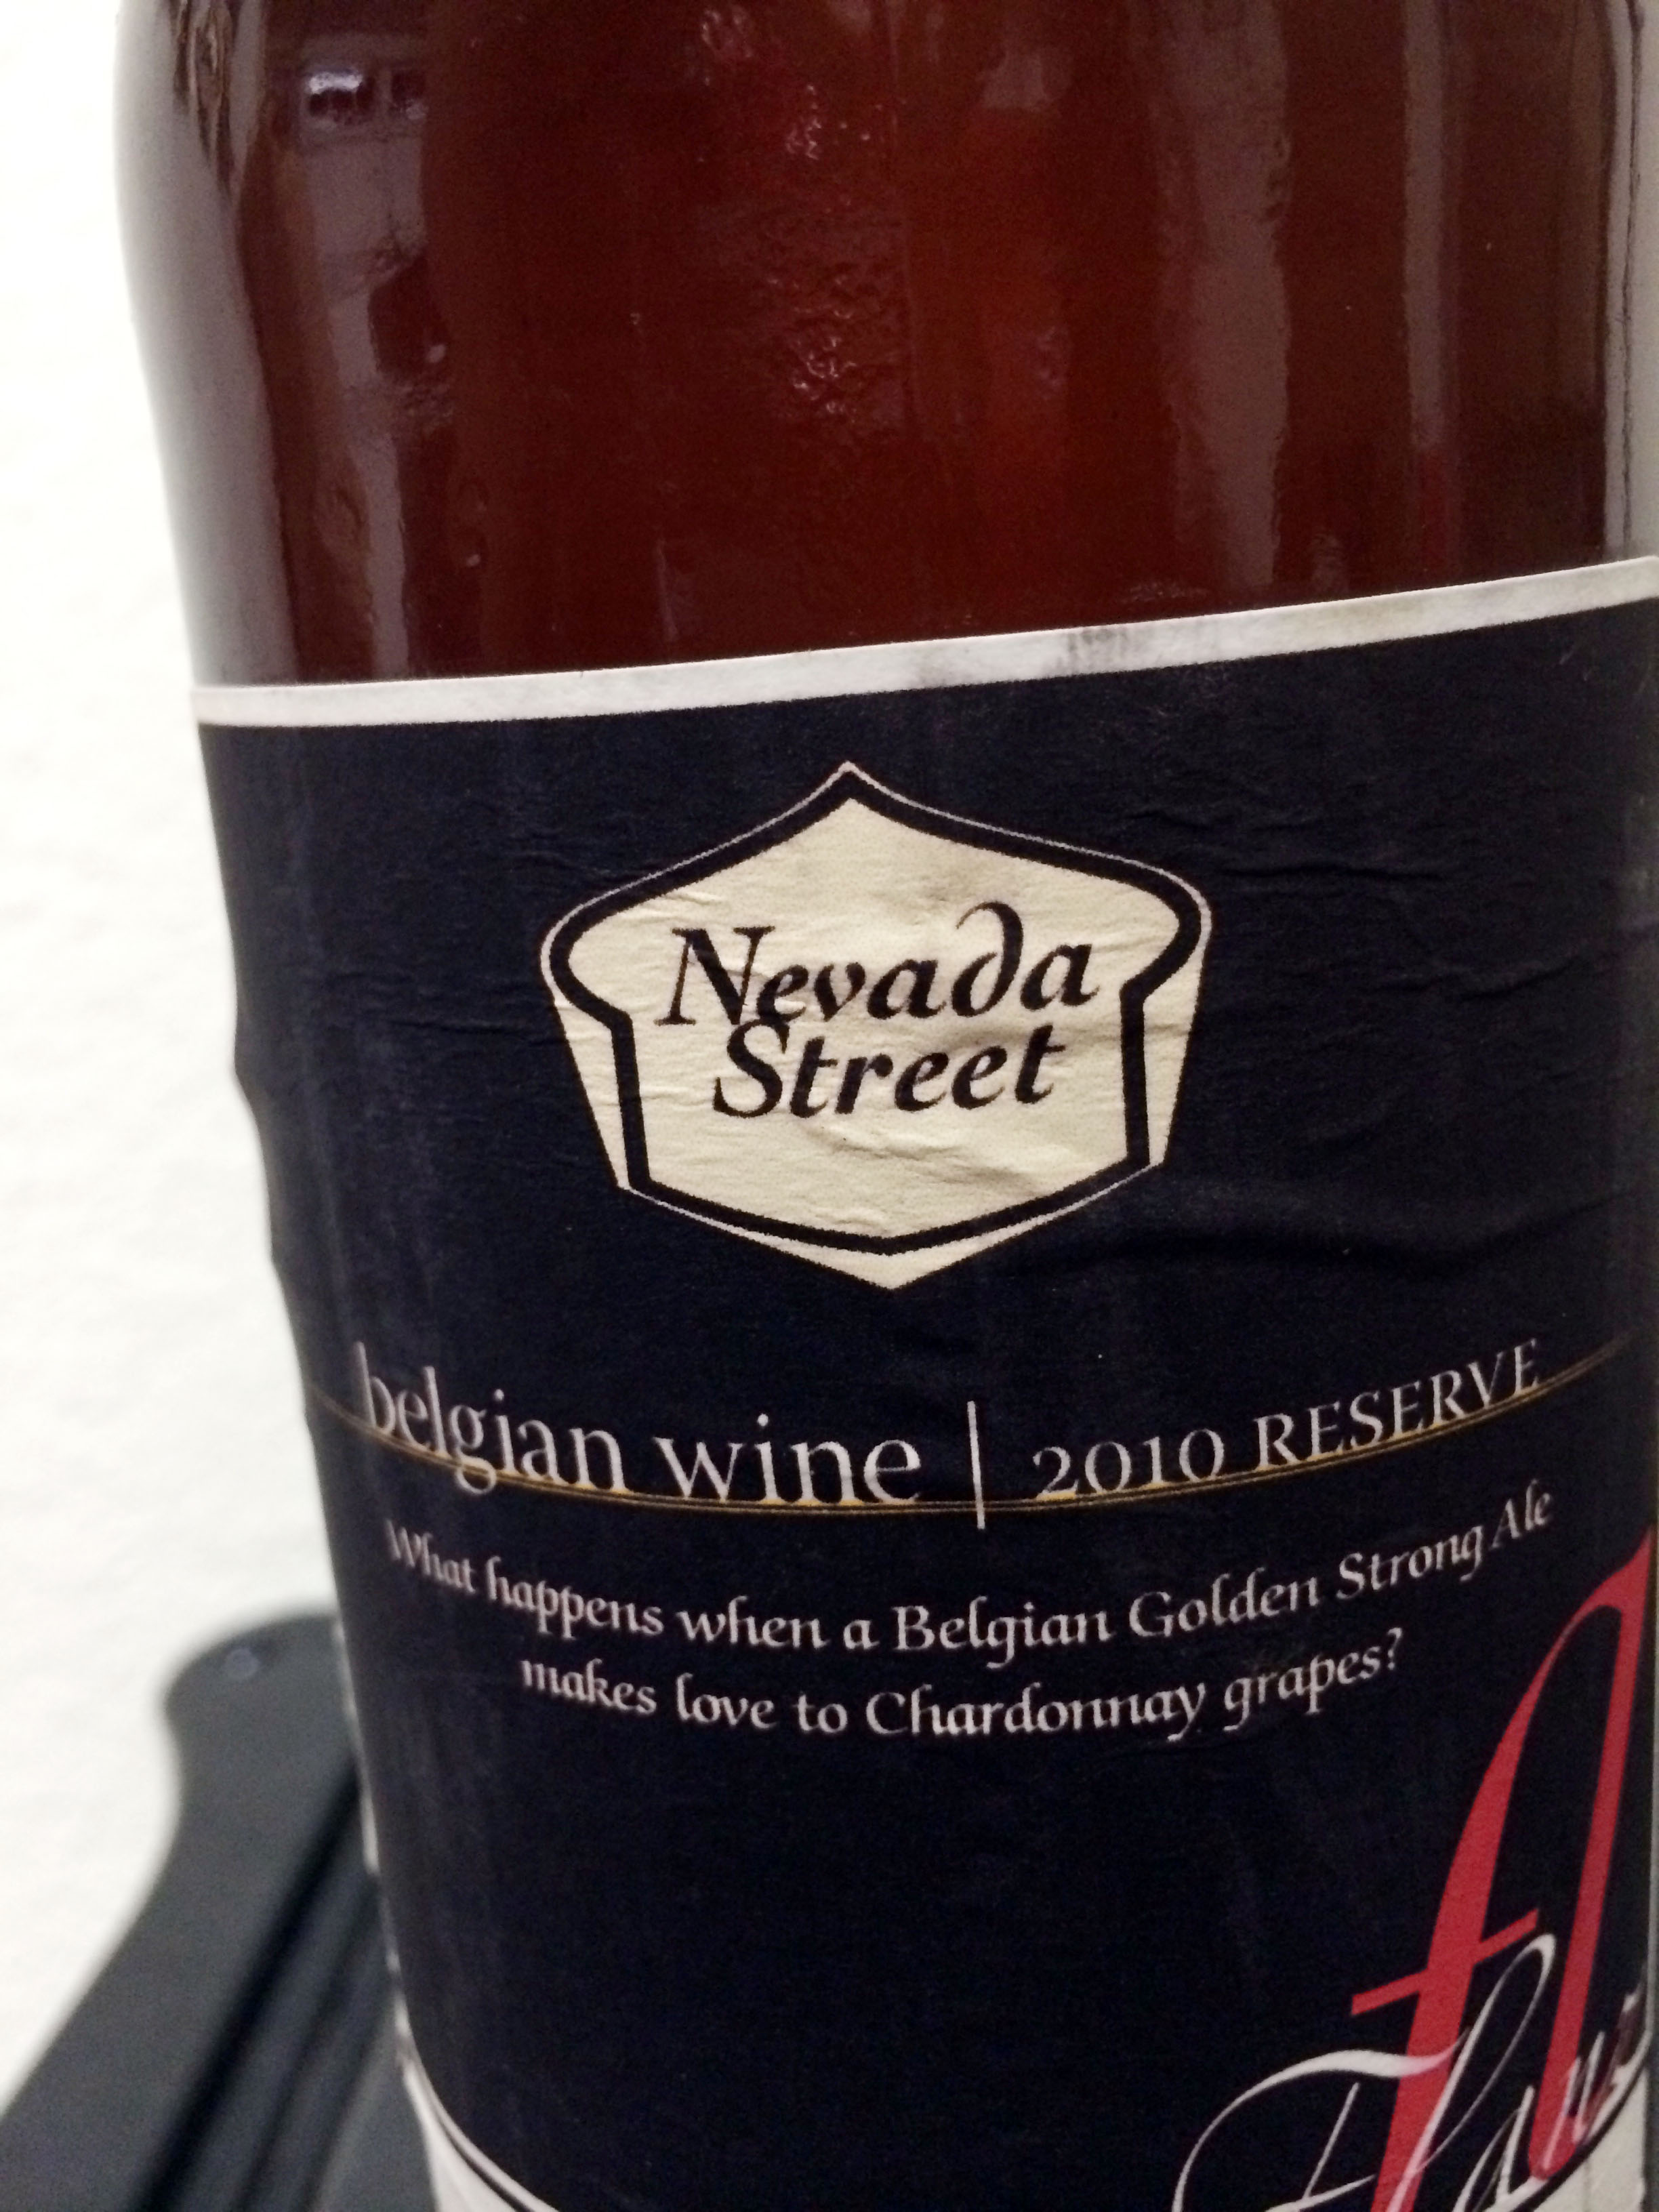 Nevada
Street
belgian wine | 2010 RESERVE
What happens when a Belgian Golden Strong Ale
makes love to Chardonnay grapes?